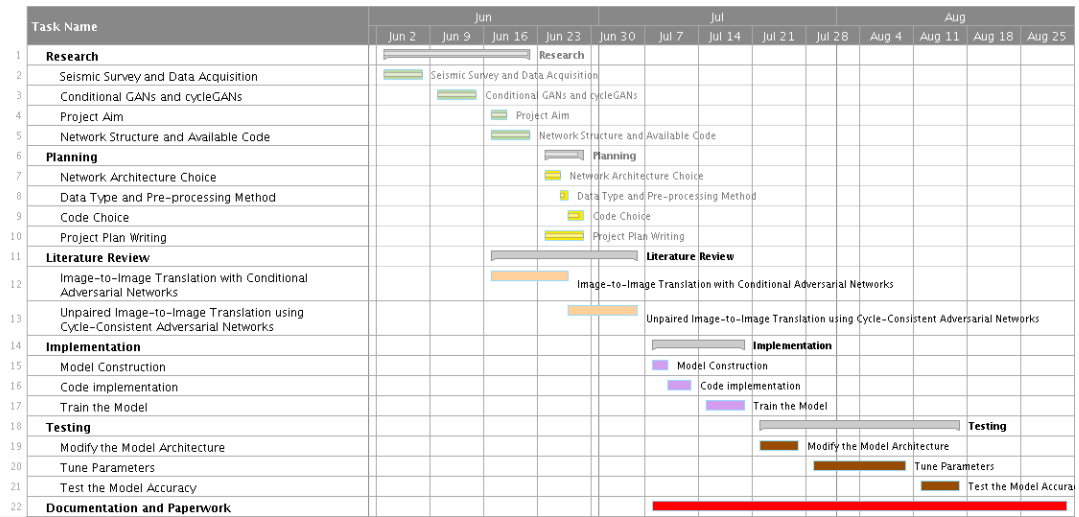 Task Name
Jun Jul Aug
Jun 2 Jun 9 Jun 16 Jun 23 Jun 30 Jul 7 Jul 14 Jul 21 Jul 28 Aug 4 Aug 11 Aug 18 Aug 25
1 Research Research
2 Seismic Survey and Data Acquisition Seismic Survey and Data Acquisition
3 Conditional GANs and cycleGANs Conditional GANs and cycleGANs
4 Project Aim Project Aim
5 Network Structure and Available Code Network Structure and Available Code
6 Planning Planning
7 Network Architecture Choice Network Architecture Choice
8 Data Type and Pre-processing Method Data Type and Pre-processing Method
9 Code Choice Code Choice
10 Project Plan Writing Project Plan Writing
11 Literature Review Literature Review
12 Image-to-Image Translation with Conditional
Adversarial Networks Image-to-Image Translation with Conditional Adversarial Networks
13 Unpaired Image-to-Image Translation using
Cycle-Consistent Adversarial Networks Unpaired Image-to-Image Translation using Cycle-Consistent Adversarial Networks
14 Implementation Implementation
15 Model Construction Model Construction
16 Code implementation Code implementation
17 Train the Model Train the Model
18 Testing Testing
19 Modify the Model Architecture Modify the Model Architecture
20 Tune Parameters Tune Parameters
21 Test the Model Accuracy Test the Model Accurac
22 Documentation and Paperwork